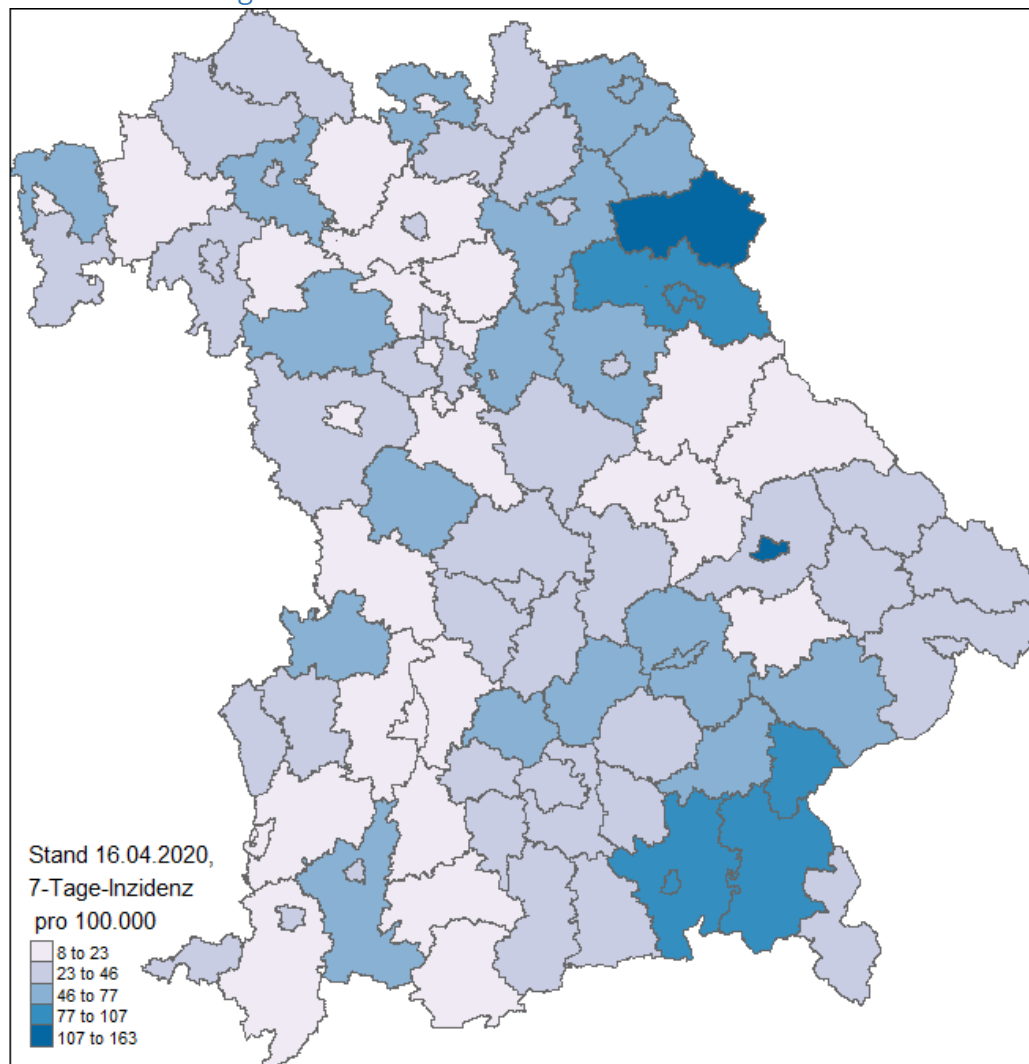 Stand 16.04.2020,
7-Tage-Inzidenz
pro 100.000
8 to 23
23 to 46
46 to 77
77 to 107
107 to 163